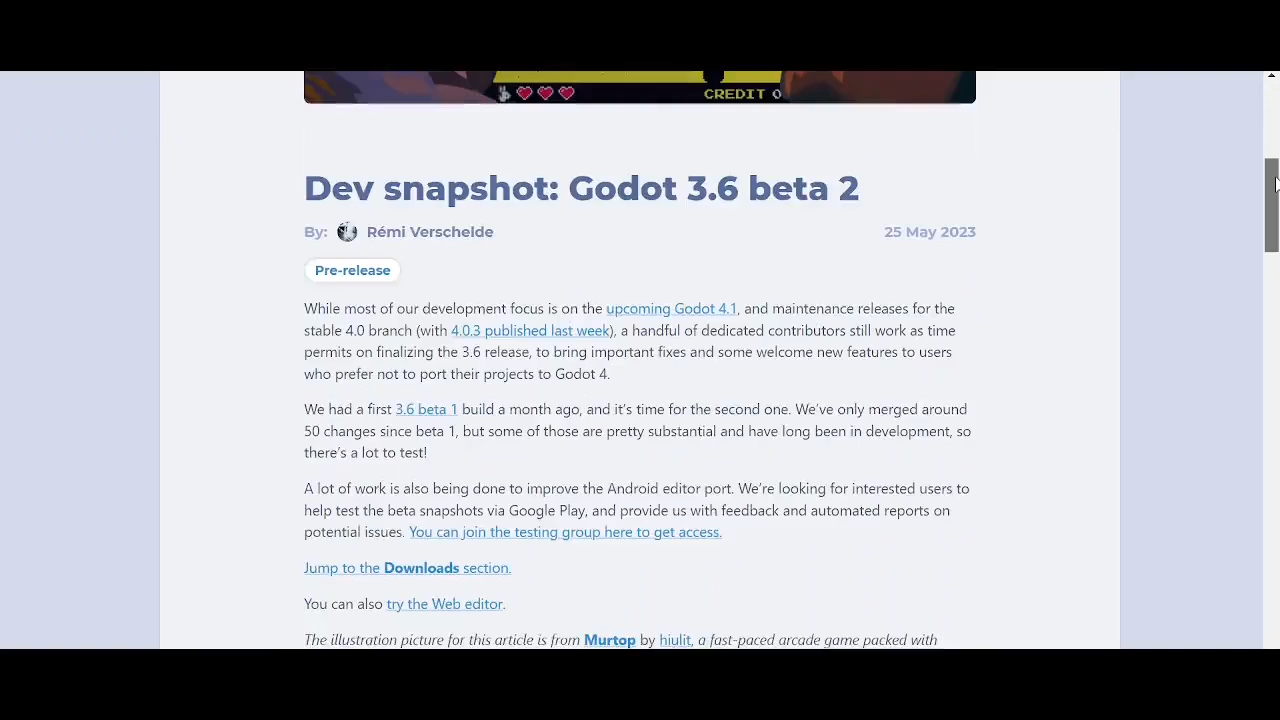 CREDIT 0
Dev snapshot: Godot 3.6 beta 2
By: Rémi Verschelde 25 May 2023
Pre-release
While most of our development focus is on the upcoming Godot 4.1, and maintenance releases for the
stable 4.0 branch (with 4.0.3 published last week), a handful of dedicated contributors still work as time
permits on finalizing the 3.6 release, to bring important fixes and some welcome new features to users
who prefer not to port their projects to Godot 4.
We had a first 3.6 beta 1 build a month ago, and it's time for the second one. We've only merged around
50 changes since beta 1, but some of those are pretty substantial and have long been in development, so
there's a lot to test!
A lot of work is also being done to improve the Android editor port. We're looking for interested users to
help test the beta snapshots via Google Play, and provide us with feedback and automated reports on
potential issues. You can join the testing group here to get access.
Jump to the Downloads section.
You can also try the Web editor.
The illustration picture for this article is from Murtop by hiulit, a fast-paced arcade game packed with